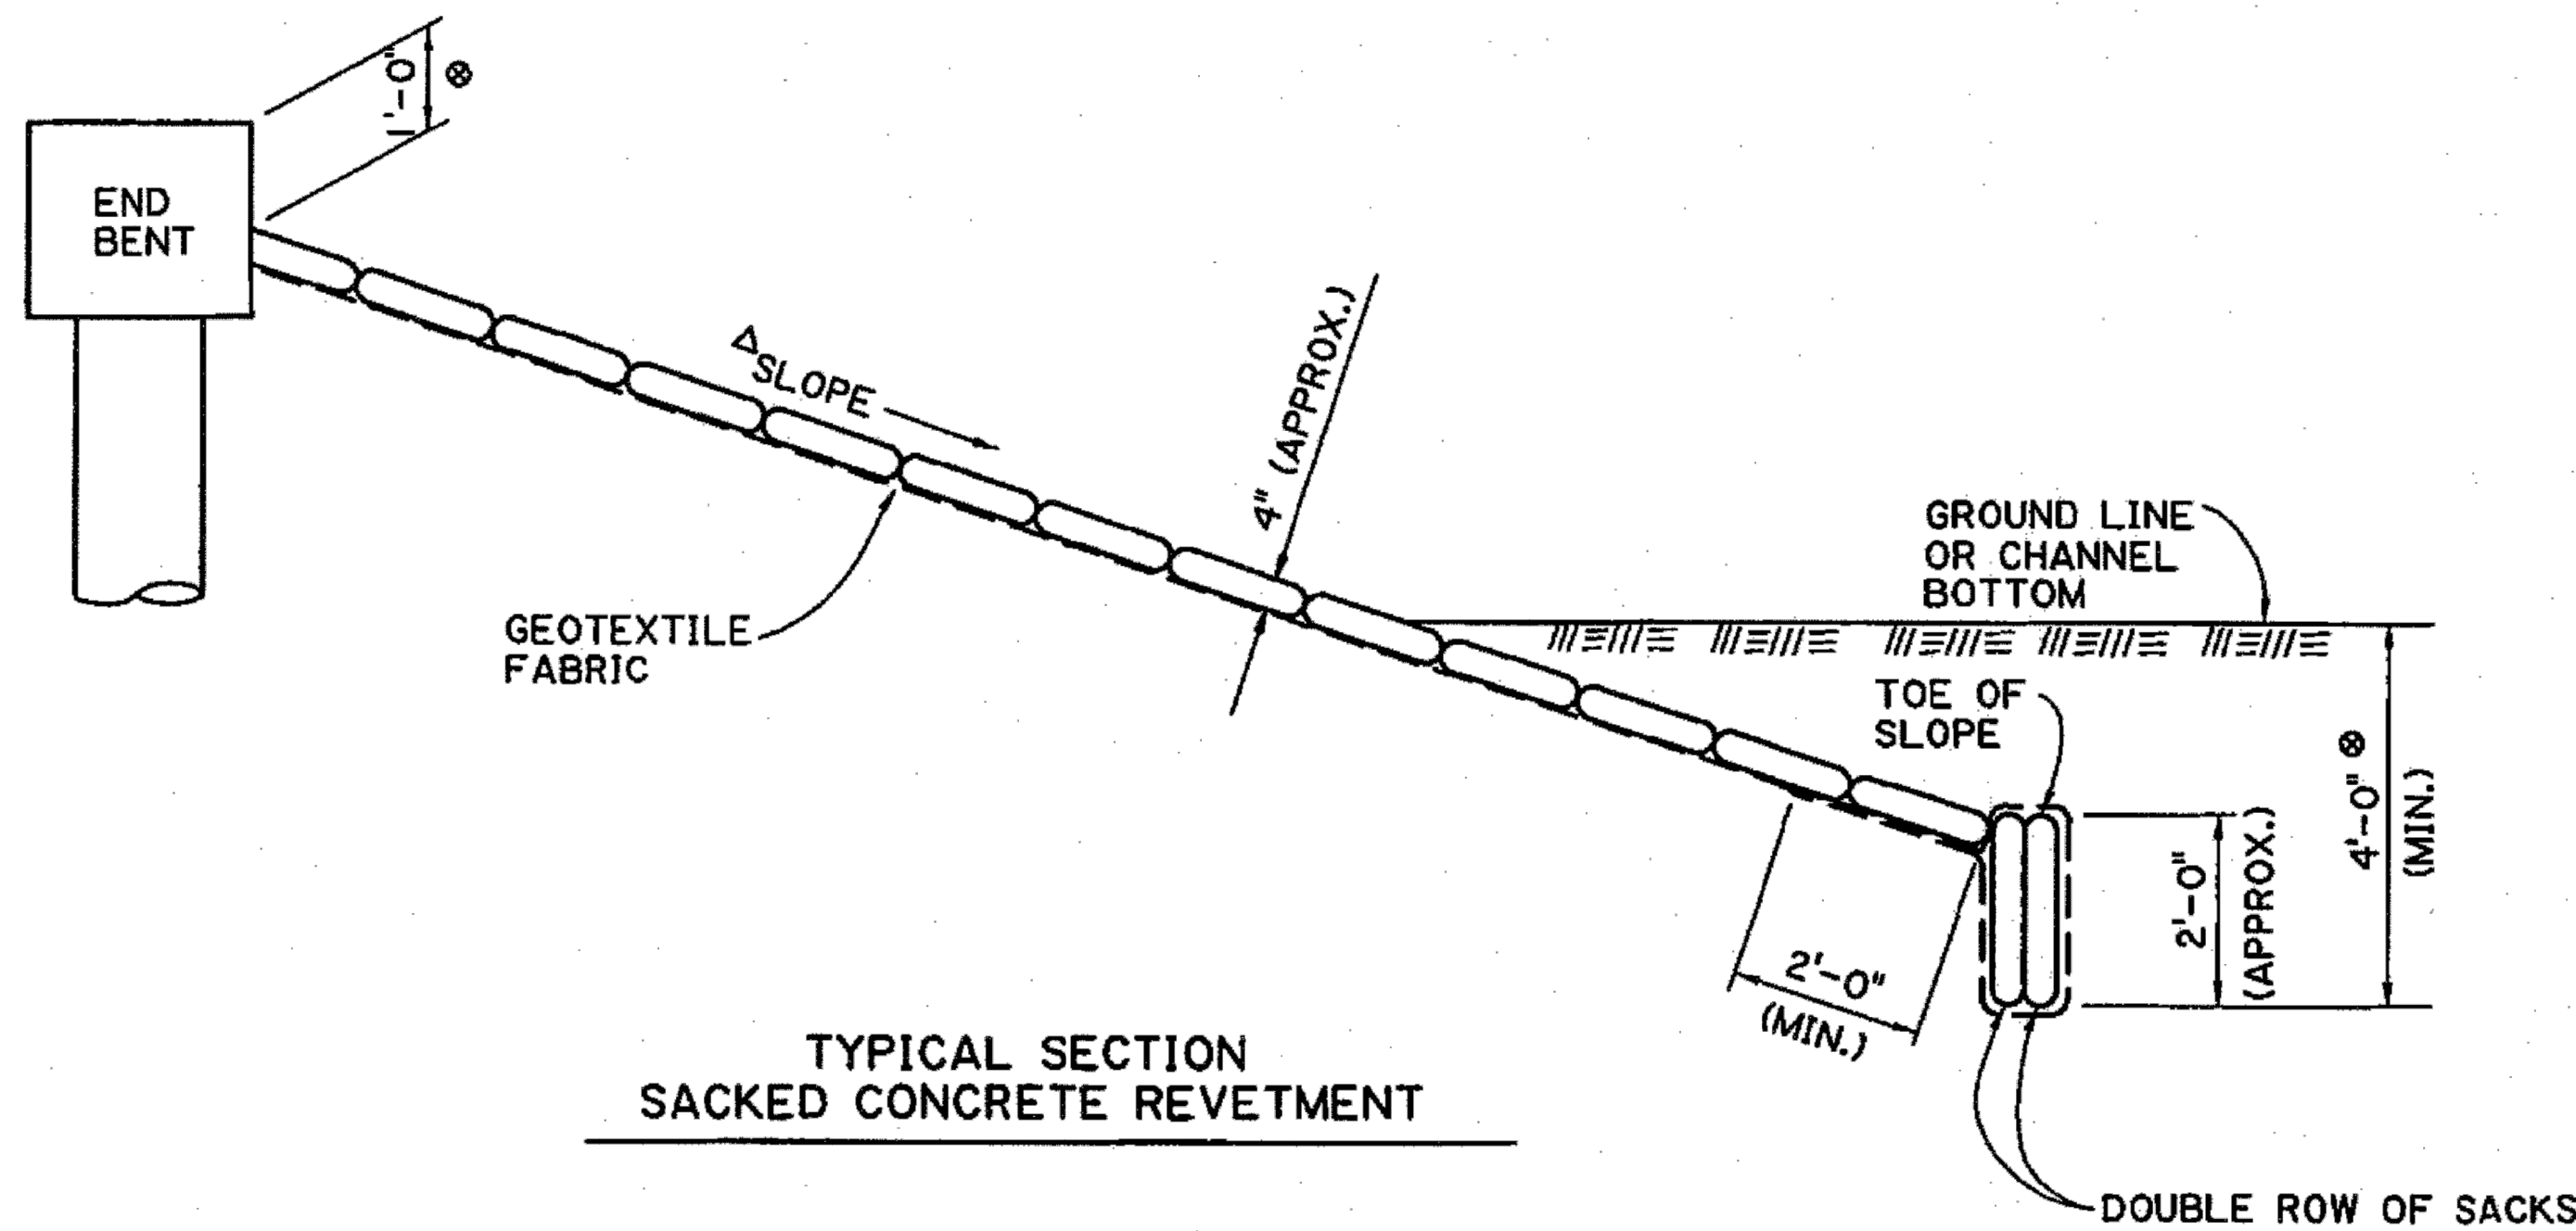 1'-0"
⊗
END
BENT
Δ
SLOPE
4" (APPROX.)
GROUND LINE
OR CHANNEL
BOTTOM
GEOTEXTILE
FABRIC
TOE OF
SLOPE
4'-0" ⊗
(MIN.)
2'-0"
(APPROX.)
2'-0"
(MIN.)
TYPICAL SECTION
SACKED CONCRETE REVETMENT
DOUBLE ROW OF SACKS